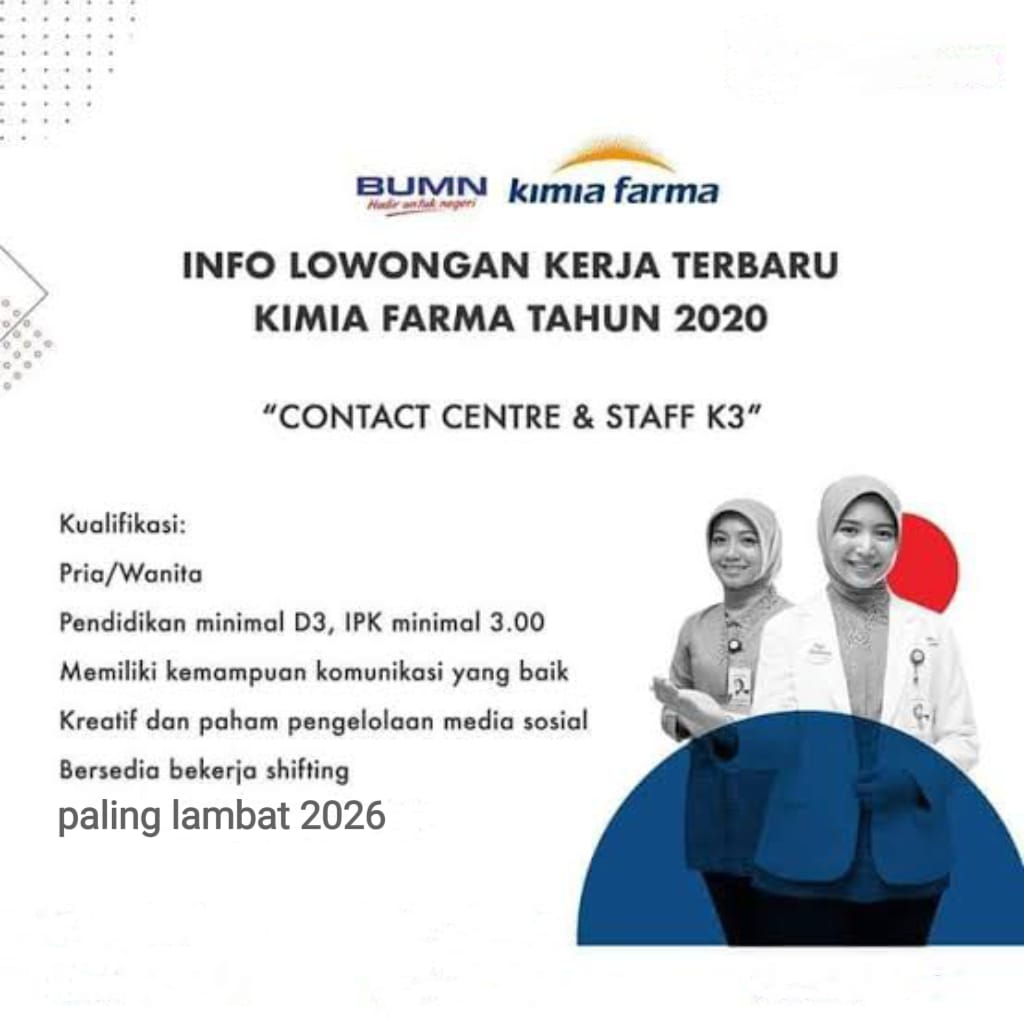 BUMN
Hadir untuk negeri
kimia farma
INFO LOWONGAN KERJA TERBARU
KIMIA FARMA TAHUN 2020
“CONTACT CENTRE & STAFF K3”
Kualifikasi:
Pria/Wanita
Pendidikan minimal D3, IPK minimal 3.00
Memiliki kemampuan komunikasi yang baik
Kreatif dan paham pengelolaan media sosial
Bersedia bekerja shifting
paling lambat 2026